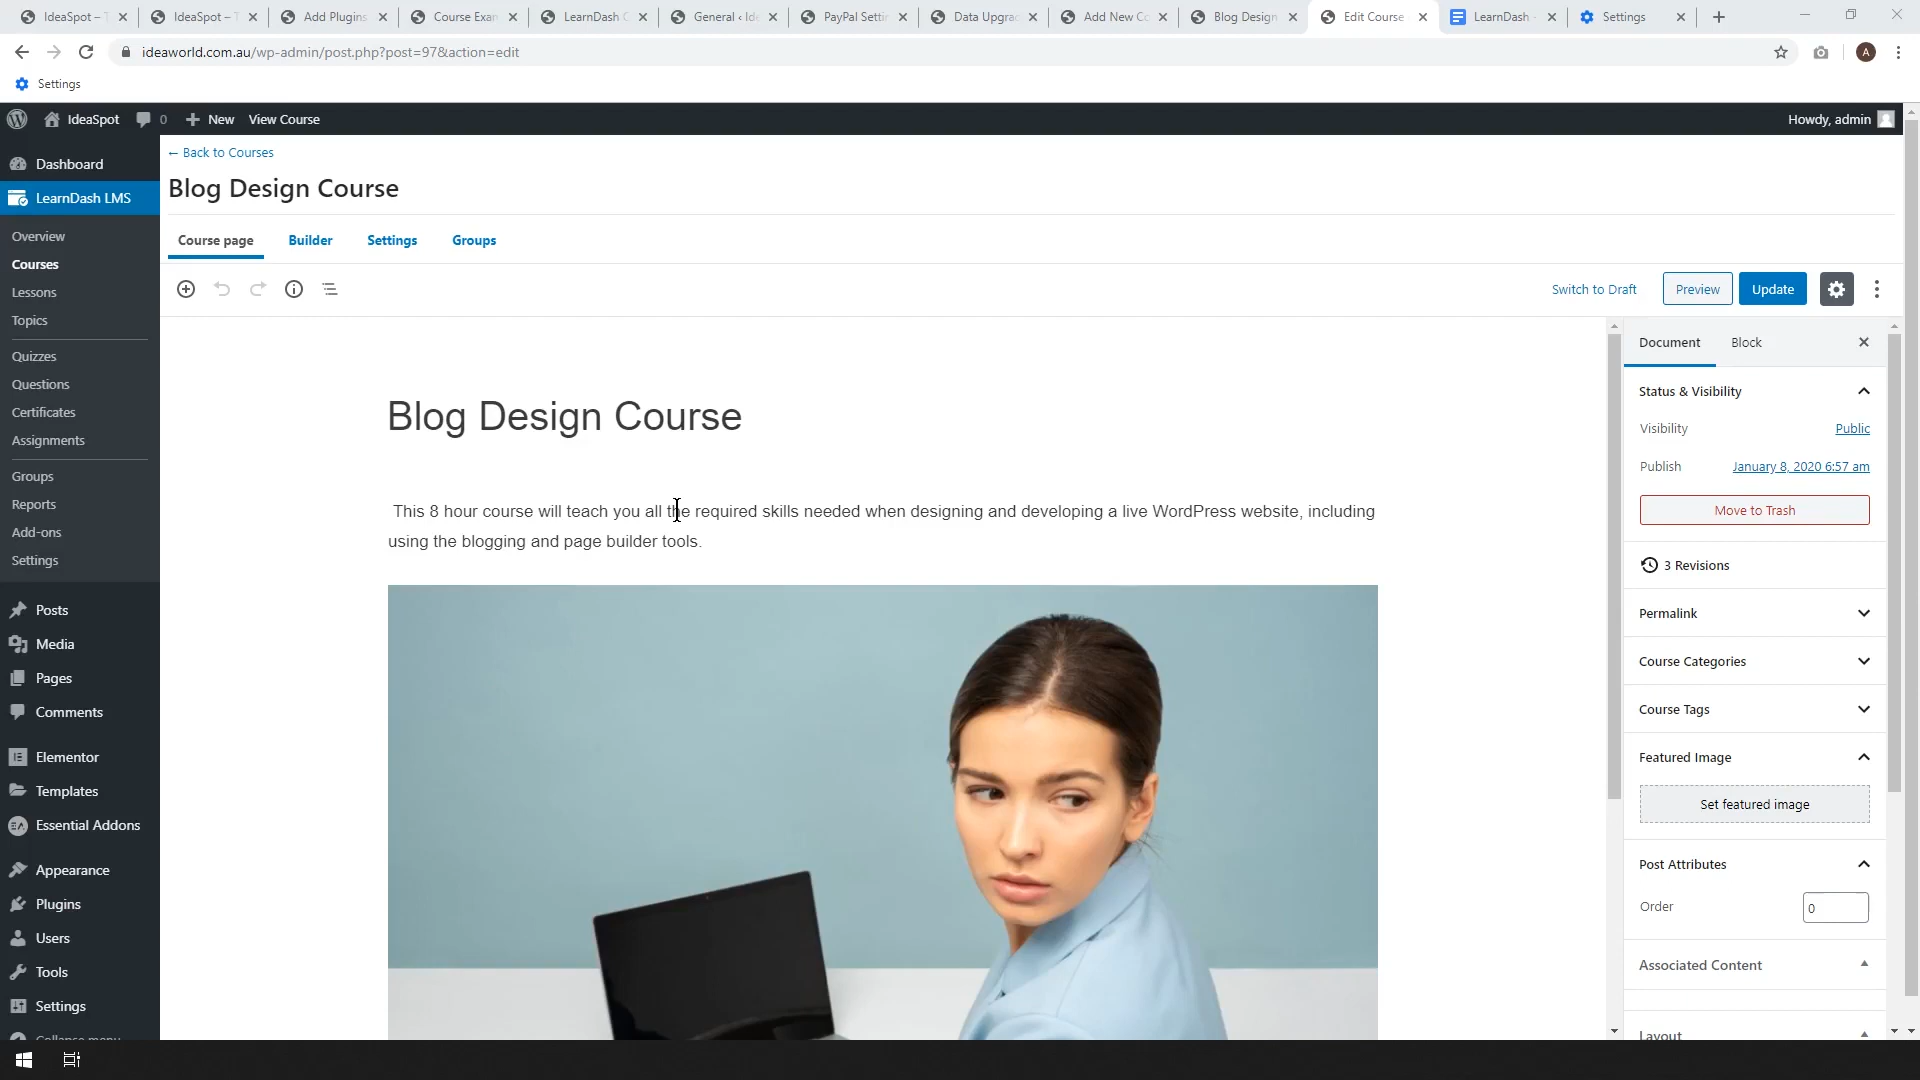 IdeaSpot – T
IdeaSpot – T
Add Plugins
Course Exam
LearnDash C
General ‹ Ide
PayPal Setti
Data Upgrad
Add New Co
Blog Design
Edit Course
LearnDash -
Settings
ideaworld.com.au/wp-admin/post.php?post=97&action=edit
A
Settings
IdeaSpot
0
New
View Course
Howdy, admin
Dashboard
LearnDash LMS
Overview
Courses
Lessons
Topics
Quizzes
Questions
Certificates
Assignments
Groups
Reports
Add-ons
Settings
Posts
Media
Pages
Comments
Elementor
Templates
EA
Essential Addons
Appearance
Plugins
Users
Tools
Settings
Collapse menu
← Back to Courses
Blog Design Course
Course page
Builder
Settings
Groups
Switch to Draft
Preview
Update
Blog Design Course
This 8 hour course will teach you all the required skills needed when designing and developing a live WordPress website, including
using the blogging and page builder tools.
Document
Block
Status & Visibility
Visibility
Public
Publish
January 8, 2020 6:57 am
Move to Trash
3 Revisions
Permalink
Course Categories
Course Tags
Featured Image
Set featured image
Post Attributes
Order
0
Associated Content
Layout